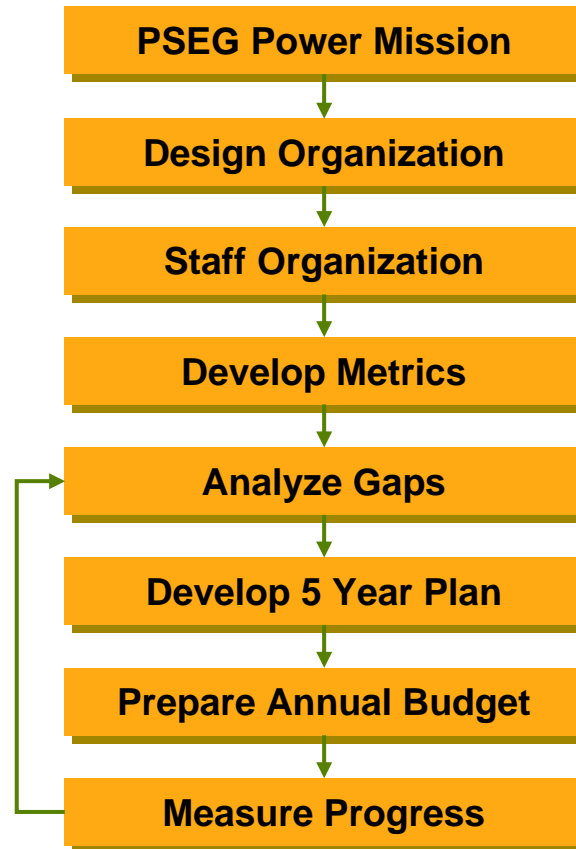 PSEG Power Mission
Design Organization
Staff Organization
Develop Metrics
Analyze Gaps
Develop 5 Year Plan
Prepare Annual Budget
Measure Progress